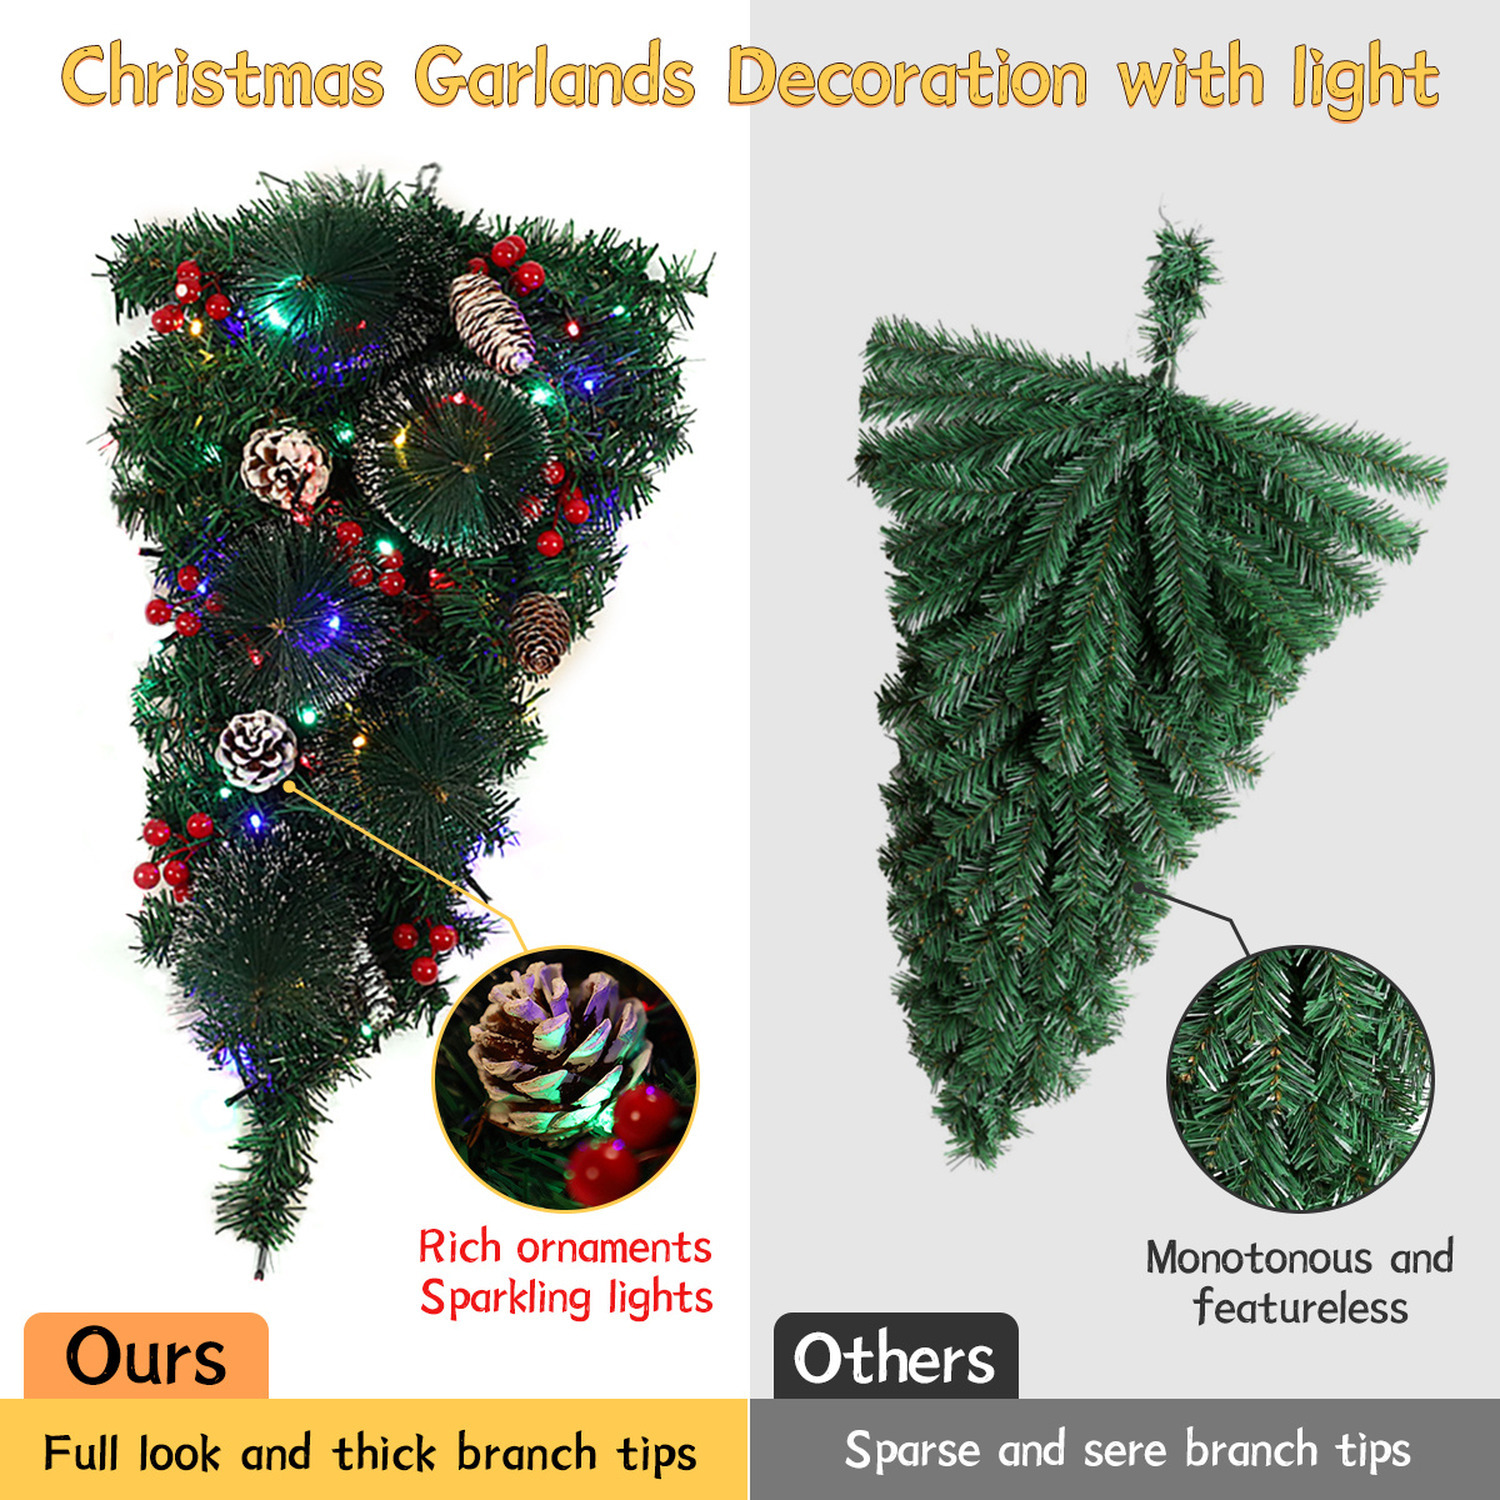 Christmas Garlands Decoration with light
Rich ornaments
Sparkling lights
Monotonous and
featureless
Ours
Others
Full look and thick branch tips
Sparse and sere branch tips